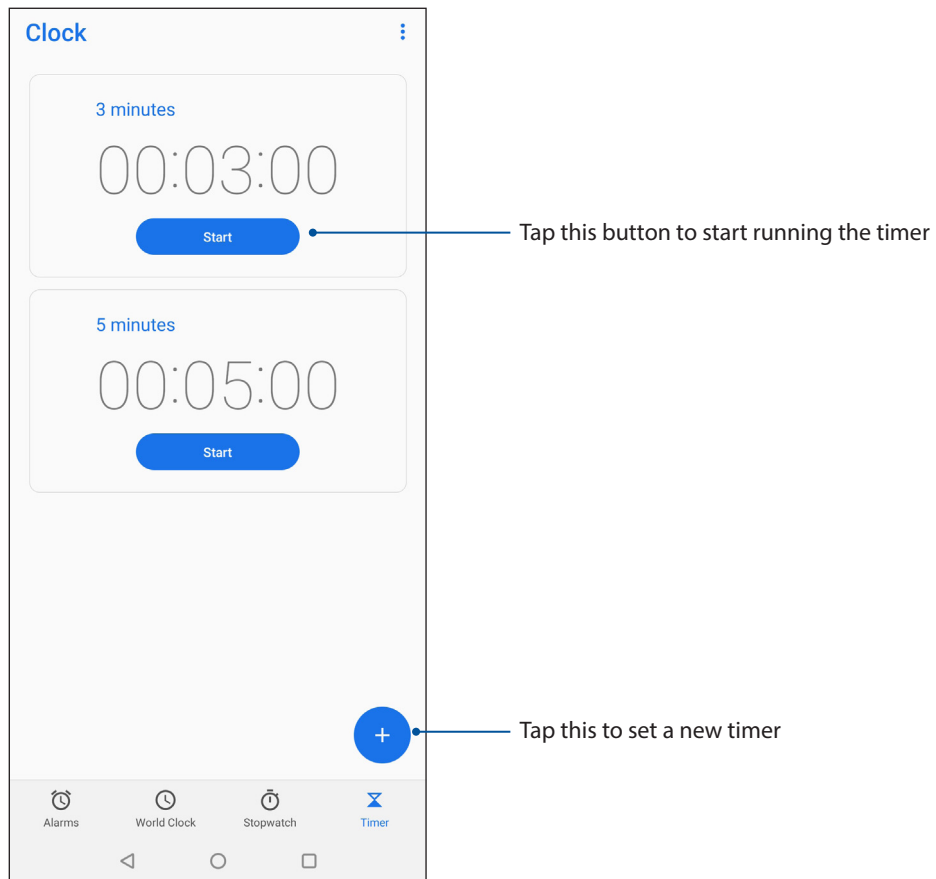 Clock
3 minutes
00:03:00
Start
Tap this button to start running the timer
5 minutes
00:05:00
Start
+
Tap this to set a new timer
Alarms World Clock Stopwatch Timer